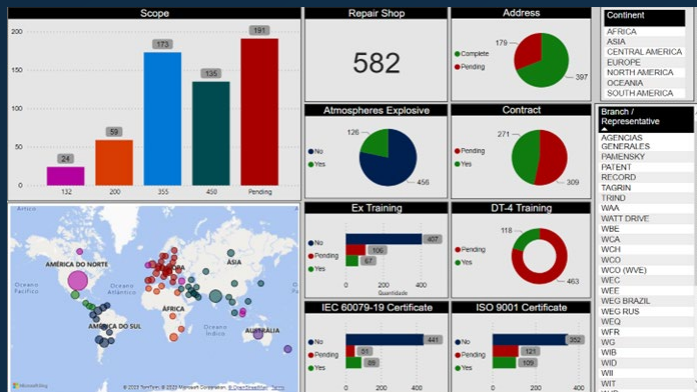 Scope
200
150
100
50
0
24
59
173
135
191
132
200
355
450
Pending
Repair Shop
582
Address
Complete
Pending
179
397
Continent
AFRICA
ASIA
CENTRAL AMERICA
EUROPE
NORTH AMERICA
OCEANIA
SOUTH AMERICA
Atmospheres Explosive
No
Yes
126
456
Contract
Pending
Yes
271
309
Branch /
Representative
AGENCIAS
GENERALES
PAMENSKY
PATENT
RECORD
TAGRIN
TRIND
WAA
WATT DRIVE
WBE
WCA
WCH
WCO
WCO (WVE)
WEC
WEE
WEG BRAZIL
WEG RUS
WEQ
WFR
WG
WIB
WID
WII
WIT
AMÉRICA DO NORTE
ÁSIA
Oceano
Pacífico
Oceano
Atlântico
ÁFRICA
AMÉRICA DO SUL
Oceano
Índico
AUSTRÁLIA
Microsoft Bing
© 2023 TomTom, © 2023 Microsoft Corporation, © OpenStreetMap Terms
Ex Training
No
Pending
Yes
407
106
67
0
200
400
Quantidade
DT-4 Training
Pending
Yes
118
463
IEC 60079-19 Certificate
No
Pending
Yes
441
51
88
0
200
400
ISO 9001 Certificate
No
Pending
Yes
352
121
109
0
200